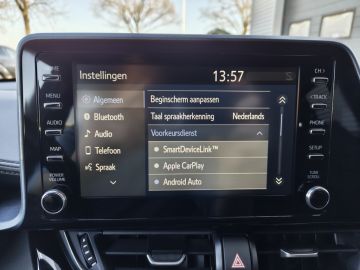 Instellingen 13:57
HOME
MENU
AUDIO
MAP
POWER
VOLUME
Algemeen
Bluetooth
Audio
Telefoon
Spraak
Beginscherm aanpassen
Taal spraakherkenning Nederlands
Voorkeursdienst
SmartDeviceLink™
Apple CarPlay
Android Auto
CH >
< TRACK
PHONE
SETUP
TUNE
SCROLL